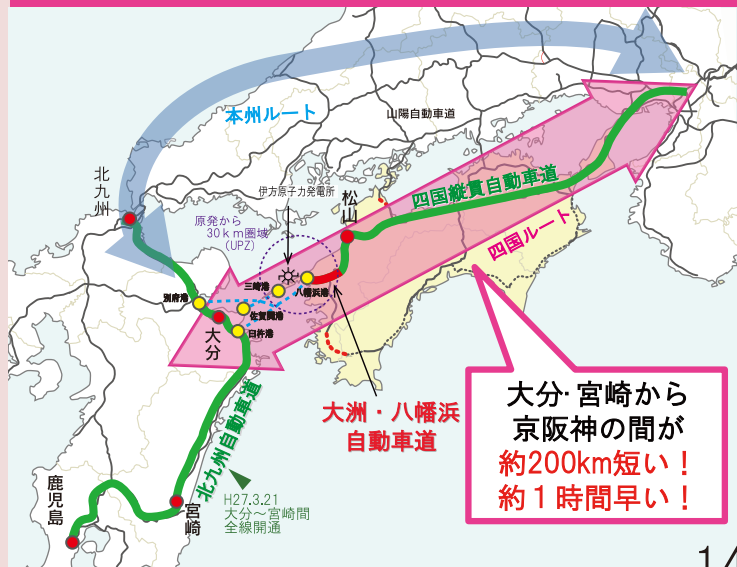 本州ルート
山陽自動車道
北九州
伊方原子力発電所
松山
四国縦貫自動車道
原発から
30km圏域
(UPZ)
四国ルート
三崎港
八幡浜港
別府港
佐賀関港
大分
臼杵港
大洲・八幡浜
自動車道
大分・宮崎から
京阪神の間が
約200km短い！
約1時間早い！
北九州自動車道
H27.3.21
大分～宮崎間
全線開通
鹿児島
宮崎